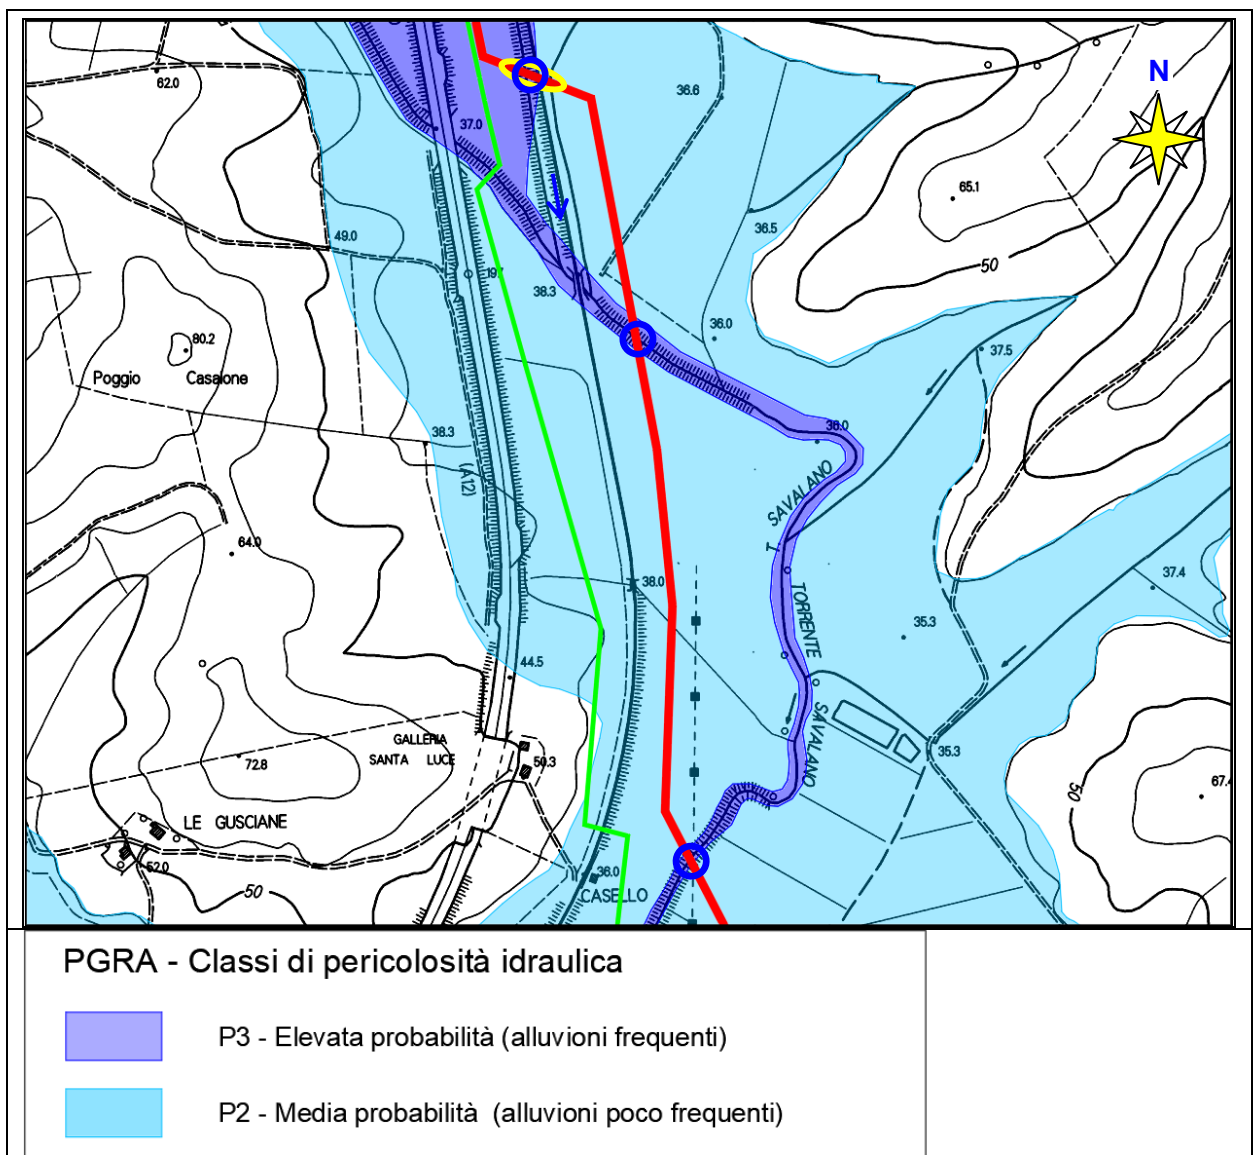 N
62.0
36.6
37.0
65.1
36.5
49.0
50
197
38.3
36.0
37.5
80.2
Poggio Casalone
38.3
36.0
(A12)
SAVALANO
64.0
T.
38.0
37.4
TORRENTE
35.3
44.5
SAVALANO
GALLERIA
SANTA LUCE
72.8
50.3
35.3
50
67.4
LE GUSCIANE
52.0
50
36.0
CASELLO
PGRA - Classi di pericolosità idraulica
P3 - Elevata probabilità (alluvioni frequenti)
P2 - Media probabilità (alluvioni poco frequenti)